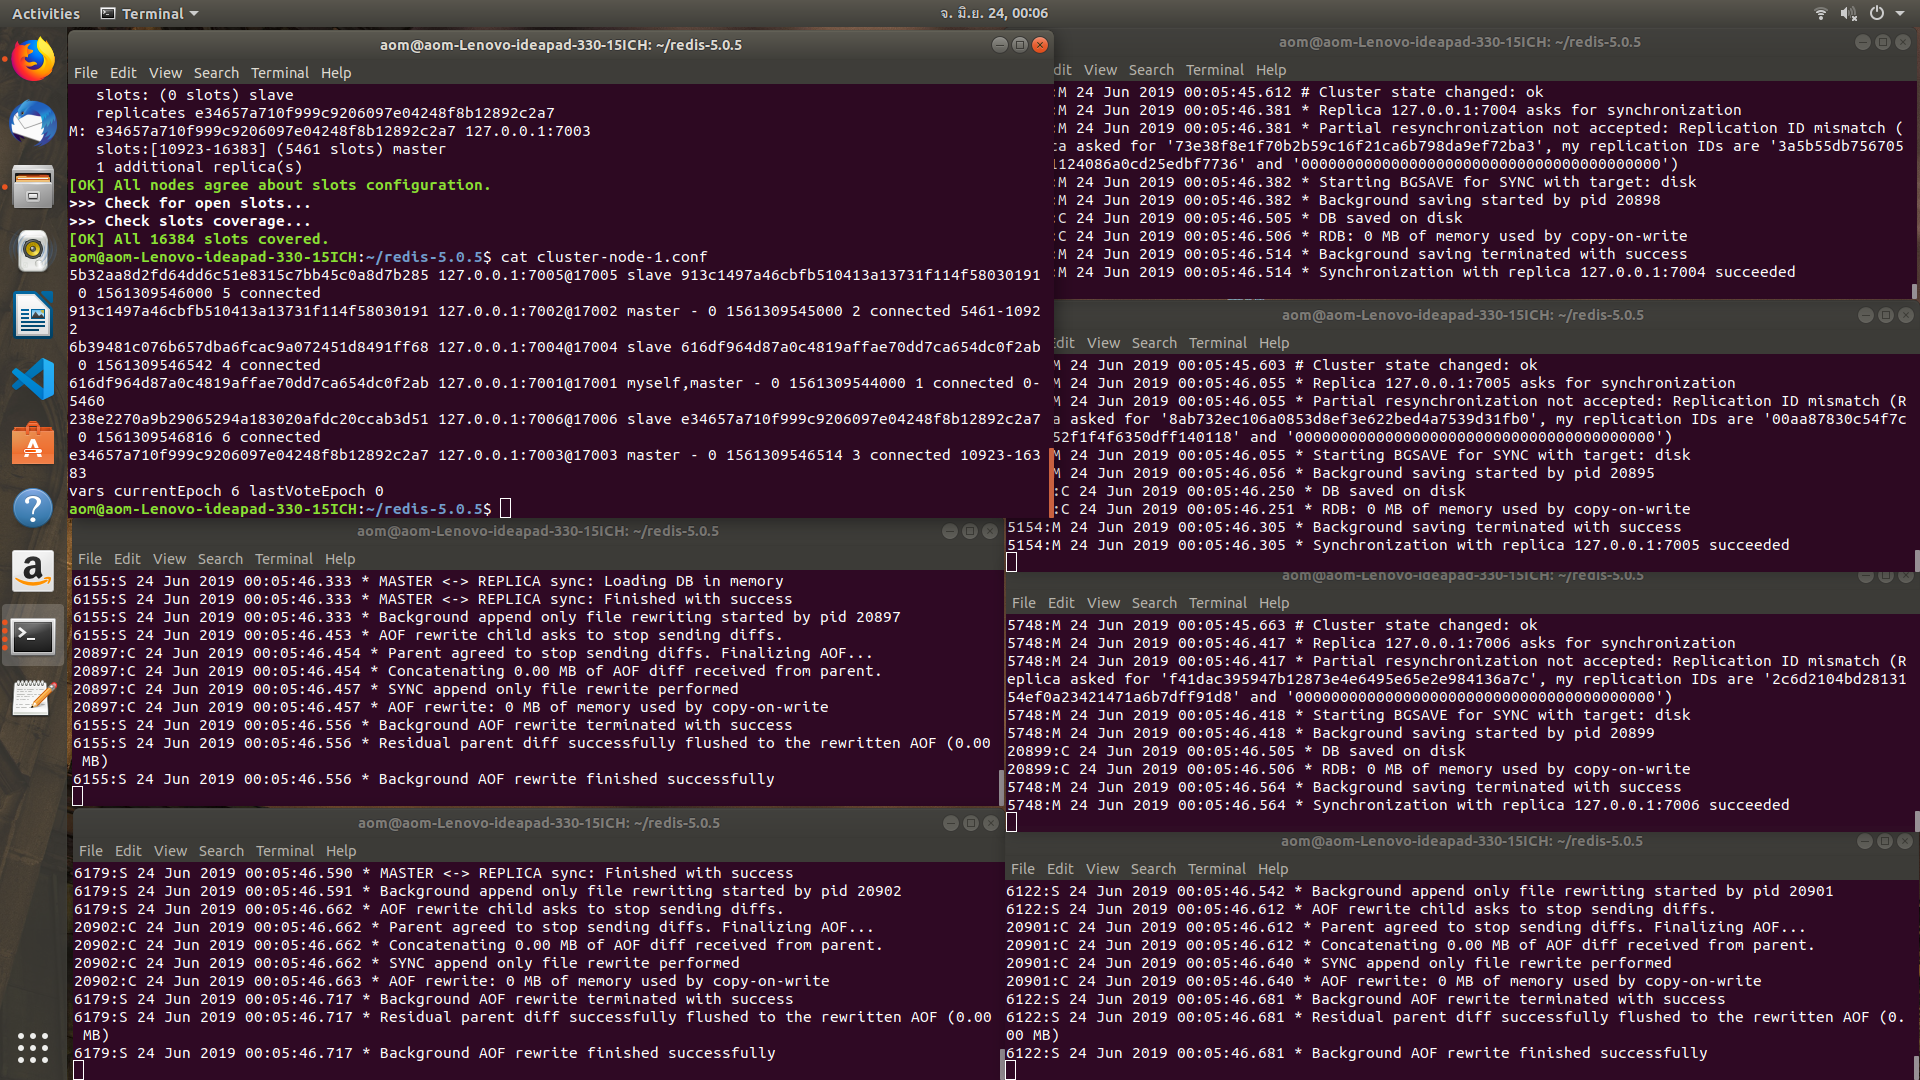 Activities
Terminal
จ. มิ.ย. 24, 00:06
aom@aom-Lenovo-ideapad-330-15ICH: ~/redis-5.0.5
File Edit View Search Terminal Help
slots: (0 slots) slave
replicates e34657a710f999c9206097e04248f8b12892c2a7
M: e34657a710f999c9206097e04248f8b12892c2a7 127.0.0.1:7003
slots:[10923-16383] (5461 slots) master
1 additional replica(s)
[OK] All nodes agree about slots configuration.
>>> Check for open slots...
>>> Check slots coverage...
[OK] All 16384 slots covered.
aom@aom-Lenovo-ideapad-330-15ICH:~/redis-5.0.5$ cat cluster-node-1.conf
5b32aa8d2fd64dd6c51e8315c7bb45c0a8d7b285 127.0.0.1:7005@17005 slave 913c1497a46cbfb510413a13731f114f58030191
0 1561309546000 5 connected
913c1497a46cbfb510413a13731f114f58030191 127.0.0.1:7002@17002 master - 0 1561309545000 2 connected 5461-1092
2
6b39481c076b657dba6fcac9a072451d8491ff68 127.0.0.1:7004@17004 slave 616df964d87a0c4819affae70dd7ca654dc0f2ab
0 1561309546542 4 connected
616df964d87a0c4819affae70dd7ca654dc0f2ab 127.0.0.1:7001@17001 myself,master - 0 1561309544000 1 connected 0-
5460
238e2270a9b29065294a183020afdc20ccab3d51 127.0.0.1:7006@17006 slave e34657a710f999c9206097e04248f8b12892c2a7
0 1561309546816 6 connected
e34657a710f999c9206097e04248f8b12892c2a7 127.0.0.1:7003@17003 master - 0 1561309546514 3 connected 10923-163
83
vars currentEpoch 6 lastVoteEpoch 0
aom@aom-Lenovo-ideapad-330-15ICH:~/redis-5.0.5$
aom@aom-Lenovo-ideapad-330-15ICH: ~/redis-5.0.5
dit View Search Terminal Help
:M 24 Jun 2019 00:05:45.612 # Cluster state changed: ok
:M 24 Jun 2019 00:05:46.381 * Replica 127.0.0.1:7004 asks for synchronization
:M 24 Jun 2019 00:05:46.381 * Partial resynchronization not accepted: Replication ID mismatch (
ca asked for '73e38f8e1f70b2b59c16f21ca6b798da9ef72ba3', my replication IDs are '3a5b55db756705
1124086a0cd25edbf7736' and '0000000000000000000000000000000000000000')
:M 24 Jun 2019 00:05:46.382 * Starting BGSAVE for SYNC with target: disk
:M 24 Jun 2019 00:05:46.382 * Background saving started by pid 20898
:C 24 Jun 2019 00:05:46.505 * DB saved on disk
:C 24 Jun 2019 00:05:46.506 * RDB: 0 MB of memory used by copy-on-write
:M 24 Jun 2019 00:05:46.514 * Background saving terminated with success
:M 24 Jun 2019 00:05:46.514 * Synchronization with replica 127.0.0.1:7004 succeeded
aom@aom-Lenovo-ideapad-330-15ICH: ~/redis-5.0.5
Edit View Search Terminal Help
M 24 Jun 2019 00:05:45.603 # Cluster state changed: ok
M 24 Jun 2019 00:05:46.055 * Replica 127.0.0.1:7005 asks for synchronization
M 24 Jun 2019 00:05:46.055 * Partial resynchronization not accepted: Replication ID mismatch (R
a asked for '8ab732ec106a0853d8ef3e622bed4a7539d31fb0', my replication IDs are '00aa87830c54f7c
52f1f4f6350dff140118' and '0000000000000000000000000000000000000000')
M 24 Jun 2019 00:05:46.055 * Starting BGSAVE for SYNC with target: disk
M 24 Jun 2019 00:05:46.056 * Background saving started by pid 20895
:C 24 Jun 2019 00:05:46.250 * DB saved on disk
:C 24 Jun 2019 00:05:46.251 * RDB: 0 MB of memory used by copy-on-write
5154:M 24 Jun 2019 00:05:46.305 * Background saving terminated with success
5154:M 24 Jun 2019 00:05:46.305 * Synchronization with replica 127.0.0.1:7005 succeeded
aom@aom-Lenovo-ideapad-330-15ICH: ~/redis-5.0.5
File Edit View Search Terminal Help
6155:S 24 Jun 2019 00:05:46.333 * MASTER <-> REPLICA sync: Loading DB in memory
6155:S 24 Jun 2019 00:05:46.333 * MASTER <-> REPLICA sync: Finished with success
6155:S 24 Jun 2019 00:05:46.333 * Background append only file rewriting started by pid 20897
6155:S 24 Jun 2019 00:05:46.453 * AOF rewrite child asks to stop sending diffs.
20897:C 24 Jun 2019 00:05:46.454 * Parent agreed to stop sending diffs. Finalizing AOF...
20897:C 24 Jun 2019 00:05:46.454 * Concatenating 0.00 MB of AOF diff received from parent.
20897:C 24 Jun 2019 00:05:46.457 * SYNC append only file rewrite performed
20897:C 24 Jun 2019 00:05:46.457 * AOF rewrite: 0 MB of memory used by copy-on-write
6155:S 24 Jun 2019 00:05:46.556 * Background AOF rewrite terminated with success
6155:S 24 Jun 2019 00:05:46.556 * Residual parent diff successfully flushed to the rewritten AOF (0.00
MB)
6155:S 24 Jun 2019 00:05:46.556 * Background AOF rewrite finished successfully
aom@aom-Lenovo-ideapad-330-15ICH: ~/redis-5.0.5
File Edit View Search Terminal Help
5748:M 24 Jun 2019 00:05:45.663 # Cluster state changed: ok
5748:M 24 Jun 2019 00:05:46.417 * Replica 127.0.0.1:7006 asks for synchronization
5748:M 24 Jun 2019 00:05:46.417 * Partial resynchronization not accepted: Replication ID mismatch (R
eplica asked for 'f41dac395947b12873e4e6495e65e2e984136a7c', my replication IDs are '2c6d2104bd28131
54ef0a23421471a6b7dff91d8' and '0000000000000000000000000000000000000000')
5748:M 24 Jun 2019 00:05:46.418 * Starting BGSAVE for SYNC with target: disk
5748:M 24 Jun 2019 00:05:46.418 * Background saving started by pid 20899
20899:C 24 Jun 2019 00:05:46.505 * DB saved on disk
20899:C 24 Jun 2019 00:05:46.506 * RDB: 0 MB of memory used by copy-on-write
5748:M 24 Jun 2019 00:05:46.564 * Background saving terminated with success
5748:M 24 Jun 2019 00:05:46.564 * Synchronization with replica 127.0.0.1:7006 succeeded
aom@aom-Lenovo-ideapad-330-15ICH: ~/redis-5.0.5
File Edit View Search Terminal Help
6179:S 24 Jun 2019 00:05:46.590 * MASTER <-> REPLICA sync: Finished with success
6179:S 24 Jun 2019 00:05:46.591 * Background append only file rewriting started by pid 20902
6179:S 24 Jun 2019 00:05:46.662 * AOF rewrite child asks to stop sending diffs.
20902:C 24 Jun 2019 00:05:46.662 * Parent agreed to stop sending diffs. Finalizing AOF...
20902:C 24 Jun 2019 00:05:46.662 * Concatenating 0.00 MB of AOF diff received from parent.
20902:C 24 Jun 2019 00:05:46.662 * SYNC append only file rewrite performed
20902:C 24 Jun 2019 00:05:46.663 * AOF rewrite: 0 MB of memory used by copy-on-write
6179:S 24 Jun 2019 00:05:46.717 * Background AOF rewrite terminated with success
6179:S 24 Jun 2019 00:05:46.717 * Residual parent diff successfully flushed to the rewritten AOF (0.00
MB)
6179:S 24 Jun 2019 00:05:46.717 * Background AOF rewrite finished successfully
aom@aom-Lenovo-ideapad-330-15ICH: ~/redis-5.0.5
File Edit View Search Terminal Help
6122:S 24 Jun 2019 00:05:46.542 * Background append only file rewriting started by pid 20901
6122:S 24 Jun 2019 00:05:46.612 * AOF rewrite child asks to stop sending diffs.
20901:C 24 Jun 2019 00:05:46.612 * Parent agreed to stop sending diffs. Finalizing AOF...
20901:C 24 Jun 2019 00:05:46.612 * Concatenating 0.00 MB of AOF diff received from parent.
20901:C 24 Jun 2019 00:05:46.640 * SYNC append only file rewrite performed
20901:C 24 Jun 2019 00:05:46.640 * AOF rewrite: 0 MB of memory used by copy-on-write
6122:S 24 Jun 2019 00:05:46.681 * Background AOF rewrite terminated with success
6122:S 24 Jun 2019 00:05:46.681 * Residual parent diff successfully flushed to the rewritten AOF (0.
00 MB)
6122:S 24 Jun 2019 00:05:46.681 * Background AOF rewrite finished successfully